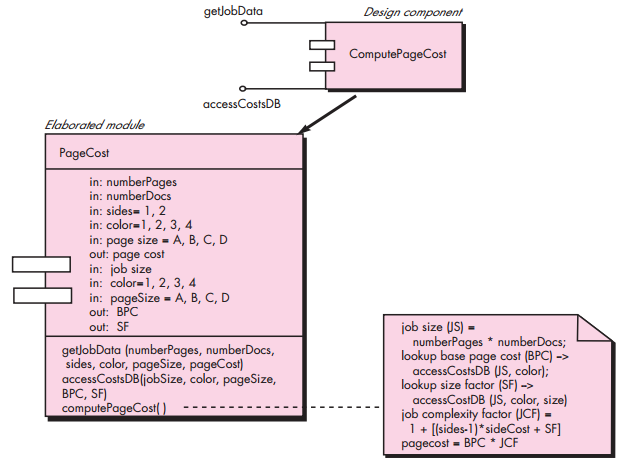 getJobData
Design component
ComputePageCost
accessCostsDB
Elaborated module
PageCost
in: numberPages
in: numberDocs
in: sides= 1, 2
in: color=1, 2, 3, 4
in: page size = A, B, C, D
out: page cost
in: job size
in: color=1, 2, 3, 4
in: pageSize = A, B, C, D
out: BPC
out: SF
getJobData (numberPages, numberDocs,
sides, color, pageSize, pageCost)
accessCostsDB(jobSize, color, pageSize,
BPC, SF)
computePageCost( )
job size (JS) =
numberPages * numberDocs;
lookup base page cost (BPC) –>
accessCostsDB (JS, color);
lookup size factor (SF) –>
accessCostDB (JS, color, size)
job complexity factor (JCF) =
1 + [(sides-1)*sideCost + SF]
pagecost = BPC * JCF